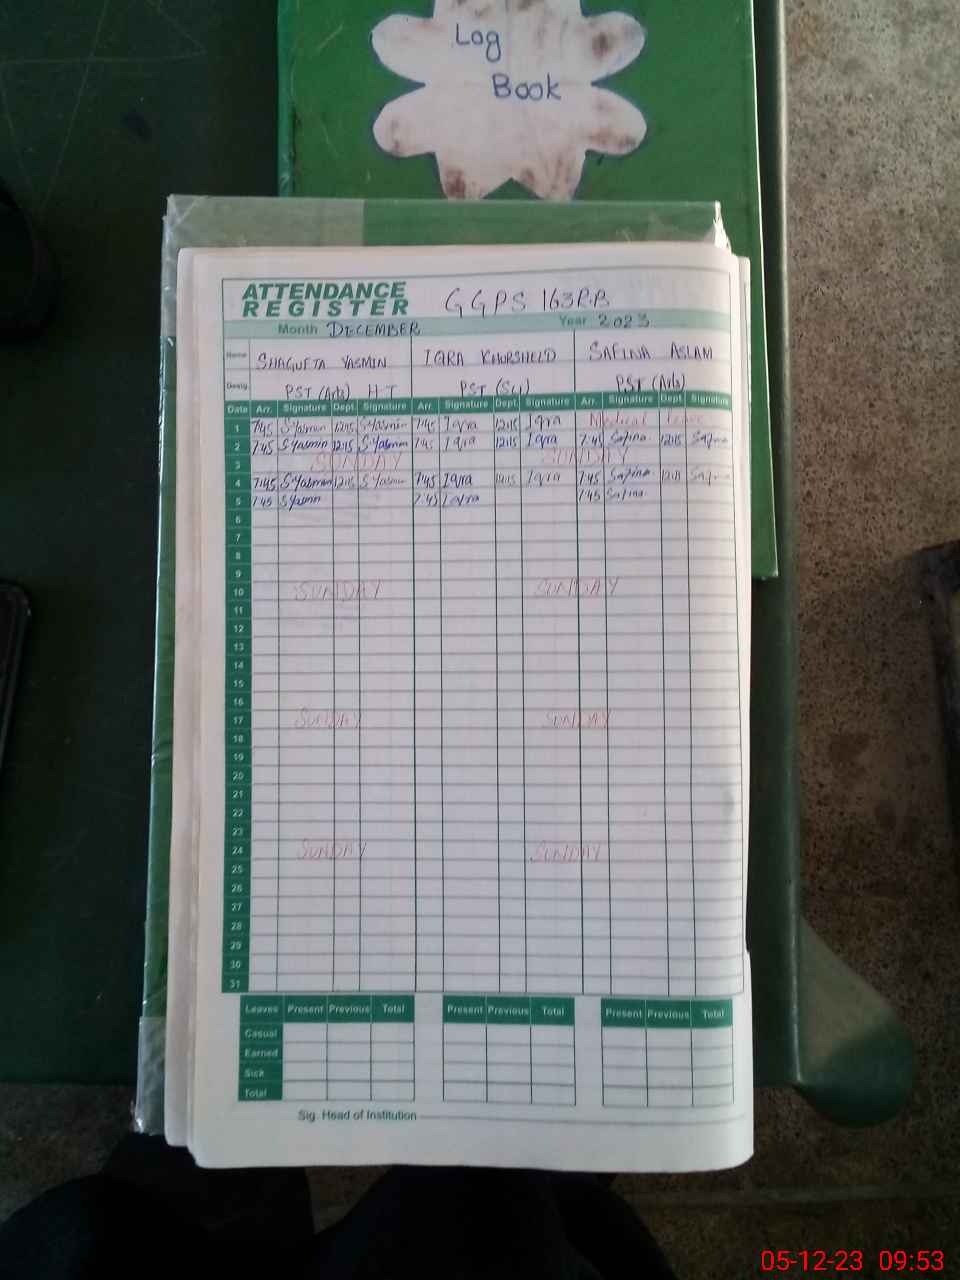 Log
Book
ATTENDANCE
REGISTER
GGPS 163R.B
Month DECEMBER Year 2023
Name SHAGUFTA YASMIN IQRA KHURSHELD SAFINA ASLAM
Desig. PST (Arts) H.T PST (Sci) PST (Arts)
Date Arr. Signature Dept. Signature Arr. Signature Dept. Signature Arr. Signature Dept. Signature
1 7:45 S.Yasmin 12:15 S.Yasmin 7:45 Iqra 12:15 Iqra Medical Leave
2 7:45 S.Yasmin 12:15 S.Yasmin 7:45 Iqra 12:15 Iqra 7:45 Safina 12:15 Safina
3 SUNDAY SUNDAY
4 7:45 S.Yasmin 12:15 S.Yasmin 7:45 Iqra 12:15 Iqra 7:45 Safina 12:15 Safina
5 7:45 S.Yasmin 7:45 Iqra 7:45 Safina
6
7
8
9
10 SUNDAY SUNDAY
11
12
13
14
15
16
17 SUNDAY SUNDAY
18
19
20
21
22
23
24 SUNDAY SUNDAY
25
26
27
28
29
30
31
Leaves Present Previous Total Present Previous Total Present Previous Total
Casual
Earned
Sick
Total
Sig. Head of Institution
05-12-23 09:53